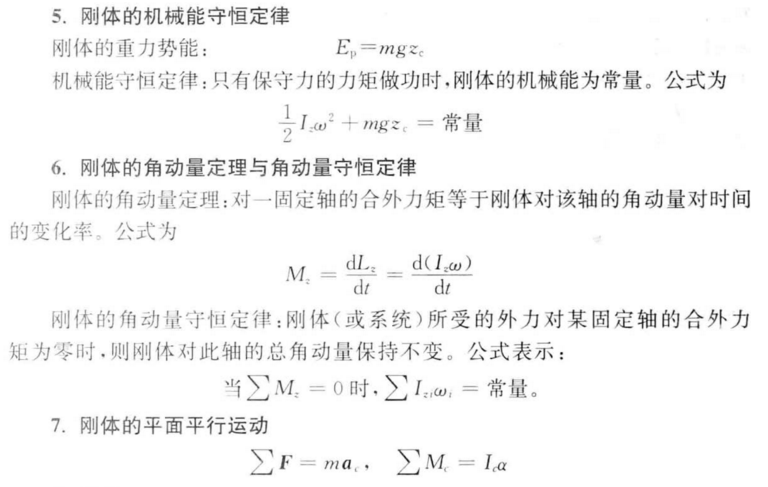 5. 刚体的机械能守恒定律
刚体的重力势能: Eₚ=mgz꜀
机械能守恒定律:只有保守力的力矩做功时,刚体的机械能为常量。公式为
1/2 I_zω² + mgz_c = 常量
6. 刚体的角动量定理与角动量守恒定律
刚体的角动量定理:对一固定轴的合外力矩等于刚体对该轴的角动量对时间
的变化率。公式为
M_z = dL_z/dt = d(I_zω)/dt
刚体的角动量守恒定律:刚体(或系统)所受的外力对某固定轴的合外力
矩为零时,则刚体对此轴的总角动量保持不变。公式表示:
当∑M_z = 0 时,∑I_{zi}ω_i = 常量。
7. 刚体的平面平行运动
∑F = ma_c, ∑M_c = I_cα